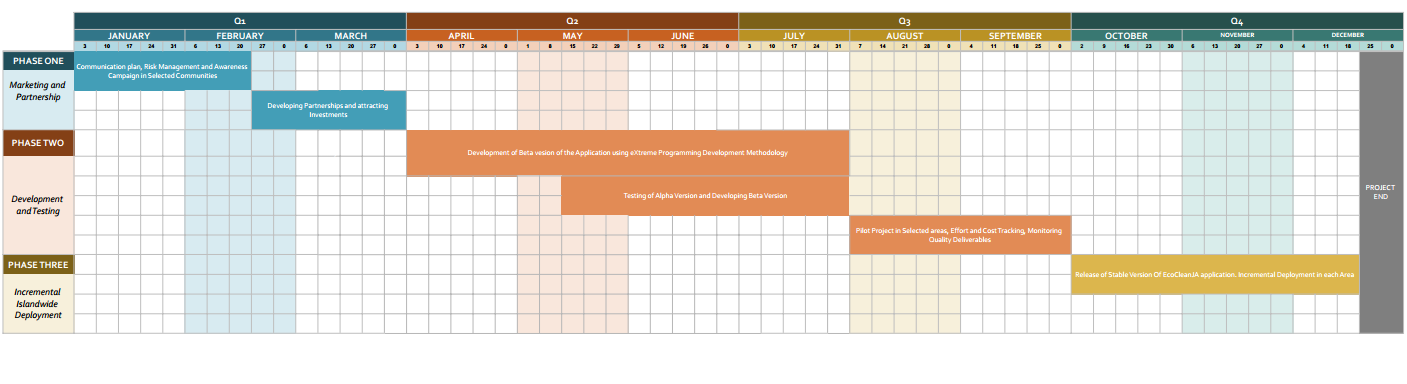 Q1 Q2 Q3 Q4
JANUARY FEBRUARY MARCH APRIL MAY JUNE JULY AUGUST SEPTEMBER OCTOBER NOVEMBER DECEMBER
3 10 17 24 31 6 13 20 27 0 6 13 20 27 0 3 10 17 24 0 1 8 15 22 29 5 12 19 26 0 3 10 17 24 31 7 14 21 28 0 4 11 18 25 0 2 9 16 23 30 6 13 20 27 0 4 11 18 25 0
PHASE ONE
Marketing and
Partnership
Communication plan, Risk Management and Awareness
Campaign in Selected Communities
Developing Partnerships and attracting
Investments
PHASE TWO
Development
and Testing
Development of Beta vesion of the Application using eXtreme Programming Development Methodology
Testing of Alpha Version and Developing Beta Version
Pilot Project in Selected areas, Effort and Cost Tracking, Monitoring
Quality Deliverables
PHASE THREE
Incremental
Islandwide
Deployment
Release of Stable Version Of EcoCleanJA application. Incremental Deployment in each Area
PROJECT
END